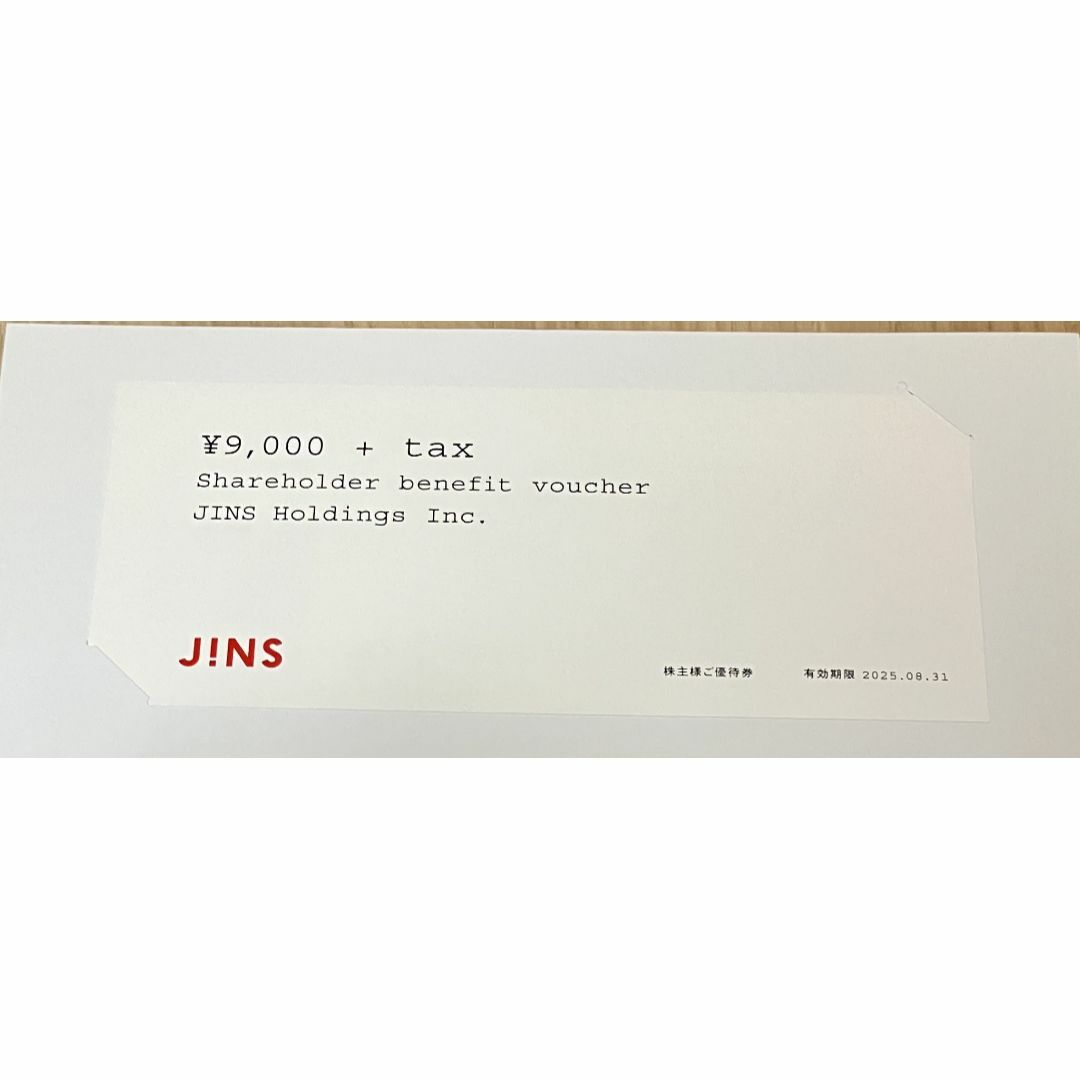 ¥9,000 + tax
Shareholder benefit voucher
JINS Holdings Inc.
J!NS
株主様ご優待券 有効期限 2025.08.31